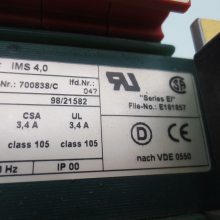 IMS 4,0
Nr.: 700838/C
lfd.Nr.:
047
98/21582
CSA UL
3,4 A 3,4 A
class 105 class 105
Hz IP 00
"Series EI"
File-No.: E181857
D CE
nach VDE 0550